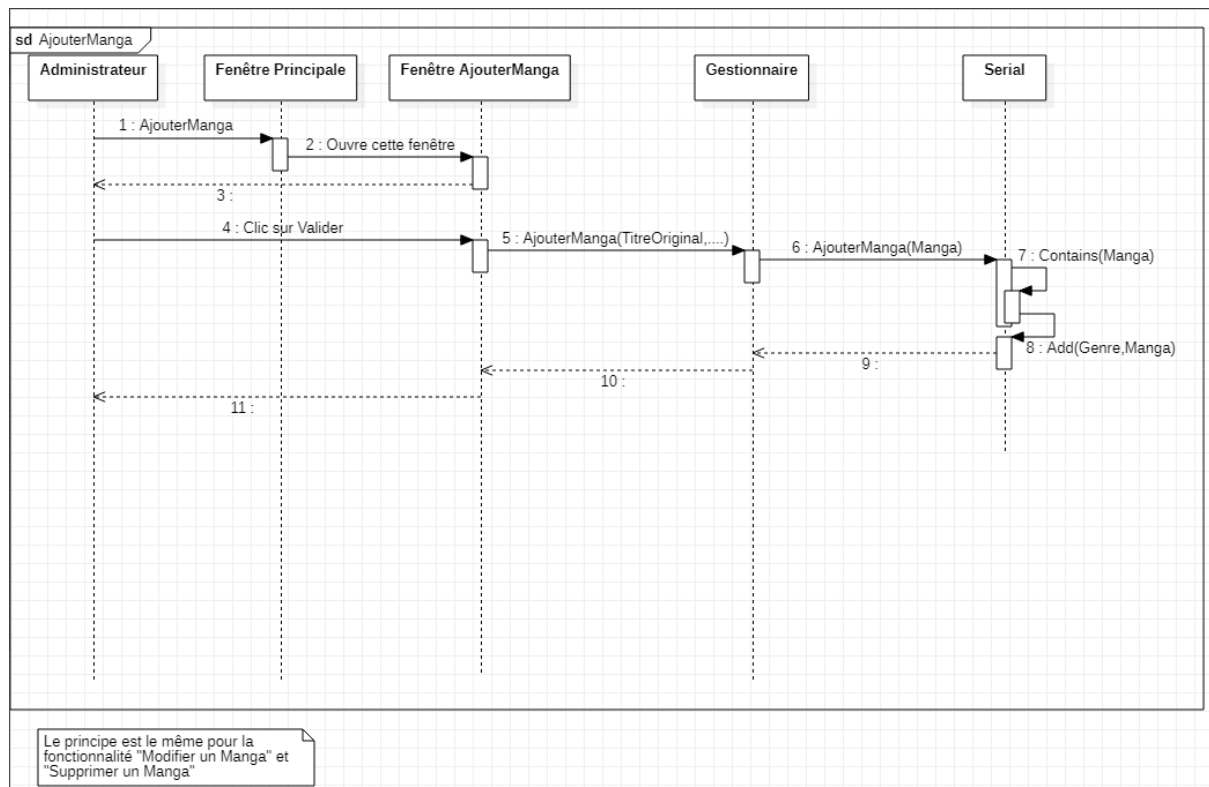 sd AjouterManga
Administrateur
Fenêtre Principale
Fenêtre AjouterManga
Gestionnaire
Serial
1 : AjouterManga
2 : Ouvre cette fenêtre
3 :
4 : Clic sur Valider
5 : AjouterManga(TitreOriginal,....)
6 : AjouterManga(Manga)
7 : Contains(Manga)
8 : Add(Genre,Manga)
9 :
10 :
11 :
Le principe est le même pour la
fonctionnalité "Modifier un Manga" et
"Supprimer un Manga"